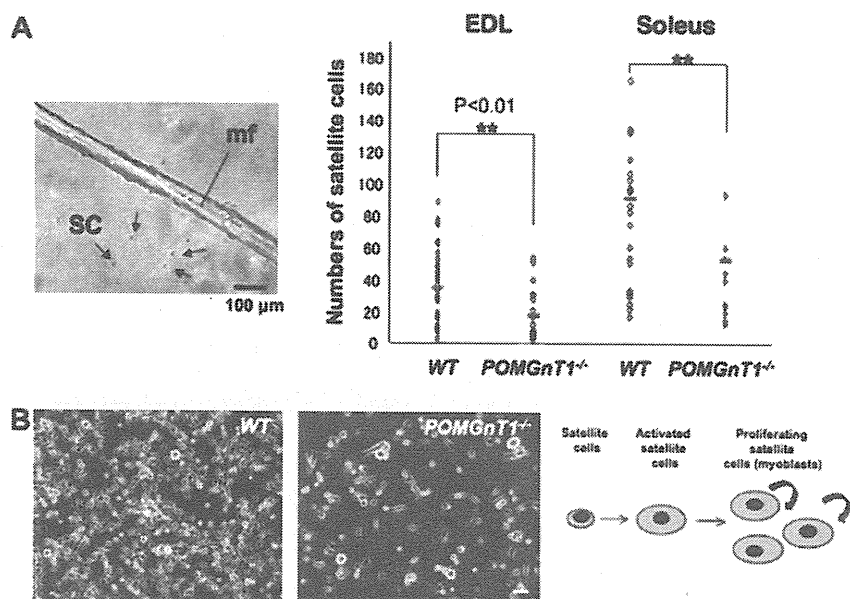 A
EDL
Soleus
Numbers of satellite cells
180
160
140
120
100
80
60
40
20
0
P<0.01
**
**
mf
SC
100 µm
WT
POMGnT1-/-
WT
POMGnT1-/-
B
WT
POMGnT1-/-
Satellite
cells
Activated
satellite
cells
Proliferating
satellite
cells (myoblasts)